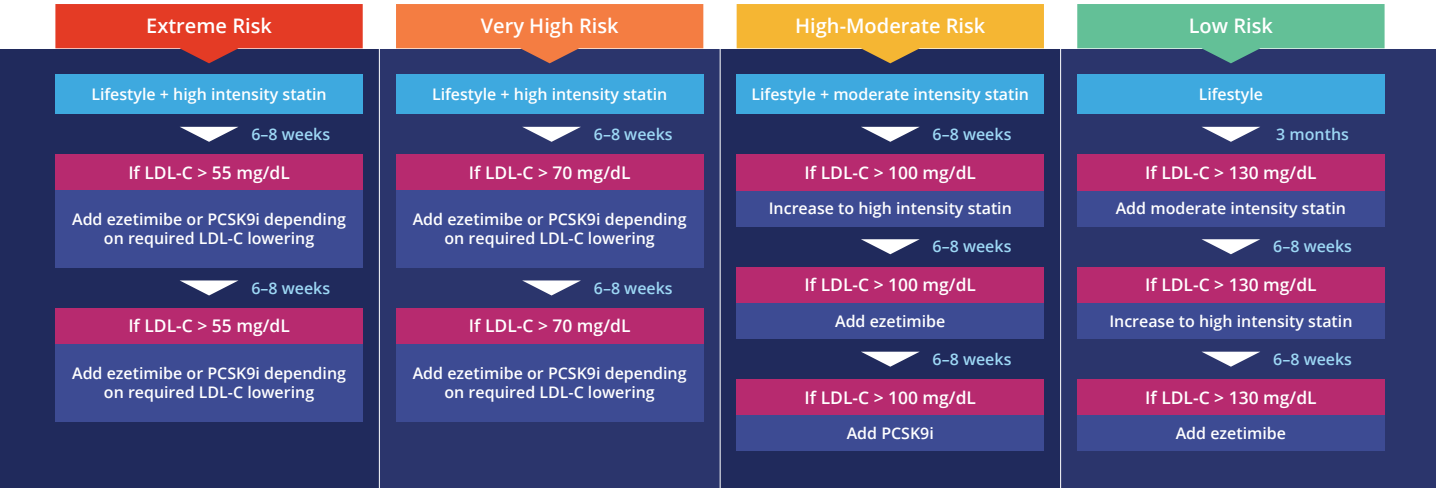 Extreme Risk
Lifestyle + high intensity statin
6–8 weeks
If LDL-C > 55 mg/dL
Add ezetimibe or PCSK9i depending
on required LDL-C lowering
6–8 weeks
If LDL-C > 55 mg/dL
Add ezetimibe or PCSK9i depending
on required LDL-C lowering
Very High Risk
Lifestyle + high intensity statin
6–8 weeks
If LDL-C > 70 mg/dL
Add ezetimibe or PCSK9i depending
on required LDL-C lowering
6–8 weeks
If LDL-C > 70 mg/dL
Add ezetimibe or PCSK9i depending
on required LDL-C lowering
High-Moderate Risk
Lifestyle + moderate intensity statin
6–8 weeks
If LDL-C > 100 mg/dL
Increase to high intensity statin
6–8 weeks
If LDL-C > 100 mg/dL
Add ezetimibe
6–8 weeks
If LDL-C > 100 mg/dL
Add PCSK9i
Low Risk
Lifestyle
3 months
If LDL-C > 130 mg/dL
Add moderate intensity statin
6–8 weeks
If LDL-C > 130 mg/dL
Increase to high intensity statin
6–8 weeks
If LDL-C > 130 mg/dL
Add ezetimibe